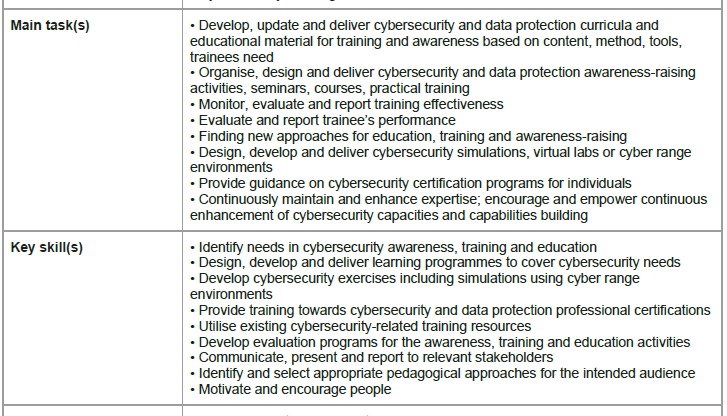 Main task(s)
• Develop, update and deliver cybersecurity and data protection curricula and
educational material for training and awareness based on content, method, tools,
trainees need
• Organise, design and deliver cybersecurity and data protection awareness-raising
activities, seminars, courses, practical training
• Monitor, evaluate and report training effectiveness
• Evaluate and report trainee's performance
• Finding new approaches for education, training and awareness-raising
• Design, develop and deliver cybersecurity simulations, virtual labs or cyber range
environments
• Provide guidance on cybersecurity certification programs for individuals
• Continuously maintain and enhance expertise; encourage and empower continuous
enhancement of cybersecurity capacities and capabilities building
Key skill(s)
• Identify needs in cybersecurity awareness, training and education
• Design, develop and deliver learning programmes to cover cybersecurity needs
• Develop cybersecurity exercises including simulations using cyber range
environments
• Provide training towards cybersecurity and data protection professional certifications
• Utilise existing cybersecurity-related training resources
• Develop evaluation programs for the awareness, training and education activities
• Communicate, present and report to relevant stakeholders
• Identify and select appropriate pedagogical approaches for the intended audience
• Motivate and encourage people